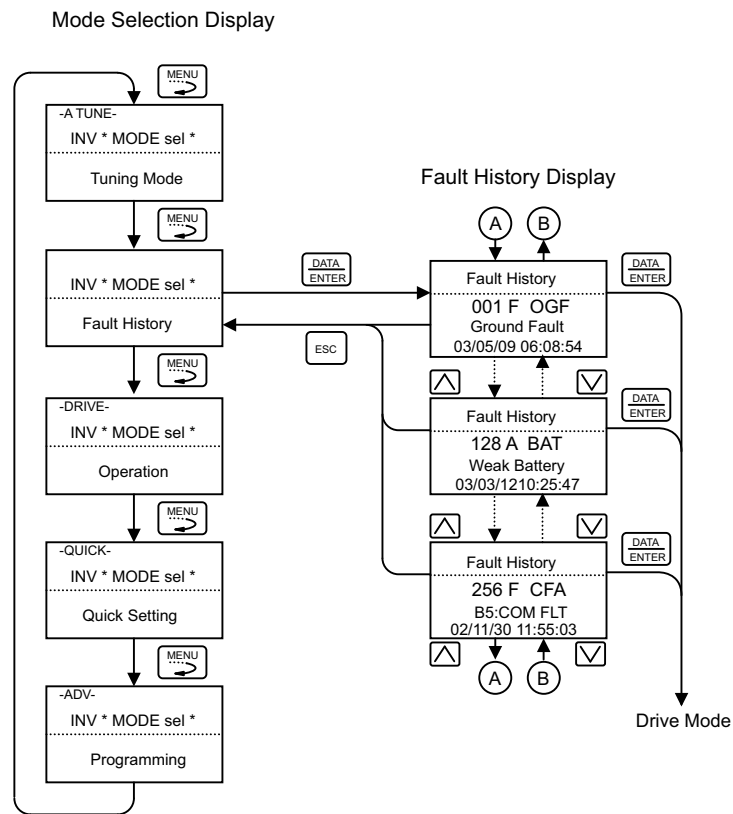 Mode Selection Display
MENU
-A TUNE-
INV * MODE sel *
Tuning Mode
MENU
INV * MODE sel *
Fault History
MENU
-DRIVE-
INV * MODE sel *
Operation
MENU
-QUICK-
INV * MODE sel *
Quick Setting
MENU
-ADV-
INV * MODE sel *
Programming
DATA
ENTER
ESC
Fault History Display
A
B
Fault History
001 F OGF
Ground Fault
03/05/09 06:08:54
DATA
ENTER
Fault History
128 A BAT
Weak Battery
03/03/1210:25:47
DATA
ENTER
Fault History
256 F CFA
B5:COM FLT
02/11/30 11:55:03
DATA
ENTER
A
B
Drive Mode